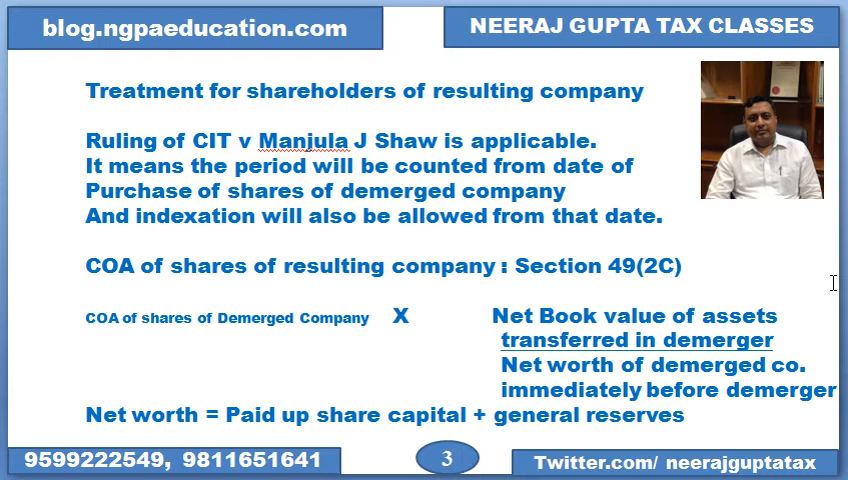 blog.ngpaeducation.com
NEERAJ GUPTA TAX CLASSES
Treatment for shareholders of resulting company
Ruling of CIT v Manjula J Shaw is applicable.
It means the period will be counted from date of
Purchase of shares of demerged company
And indexation will also be allowed from that date.
COA of shares of resulting company : Section 49(2C)
COA of shares of Demerged Company X Net Book value of assets
transferred in demerger
Net worth of demerged co.
immediately before demerger
Net worth = Paid up share capital + general reserves
9599222549, 9811651641
3
Twitter.com/ neerajguptatax